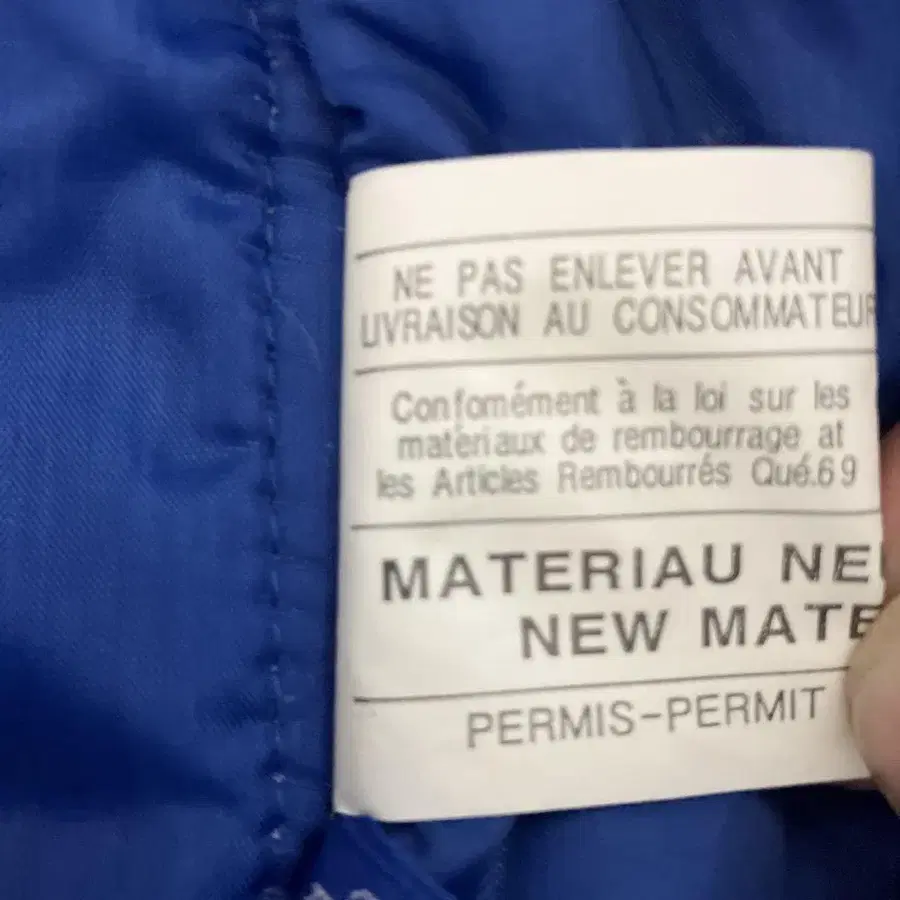 NE PAS ENLEVER AVANT
LIVRAISON AU CONSOMMATEUR
Confomément à la loi sur les
matériaux de rembourrage at
les Articles Rembourrés Qué.69
MATERIAU NE
NEW MATE
PERMIS-PERMIT